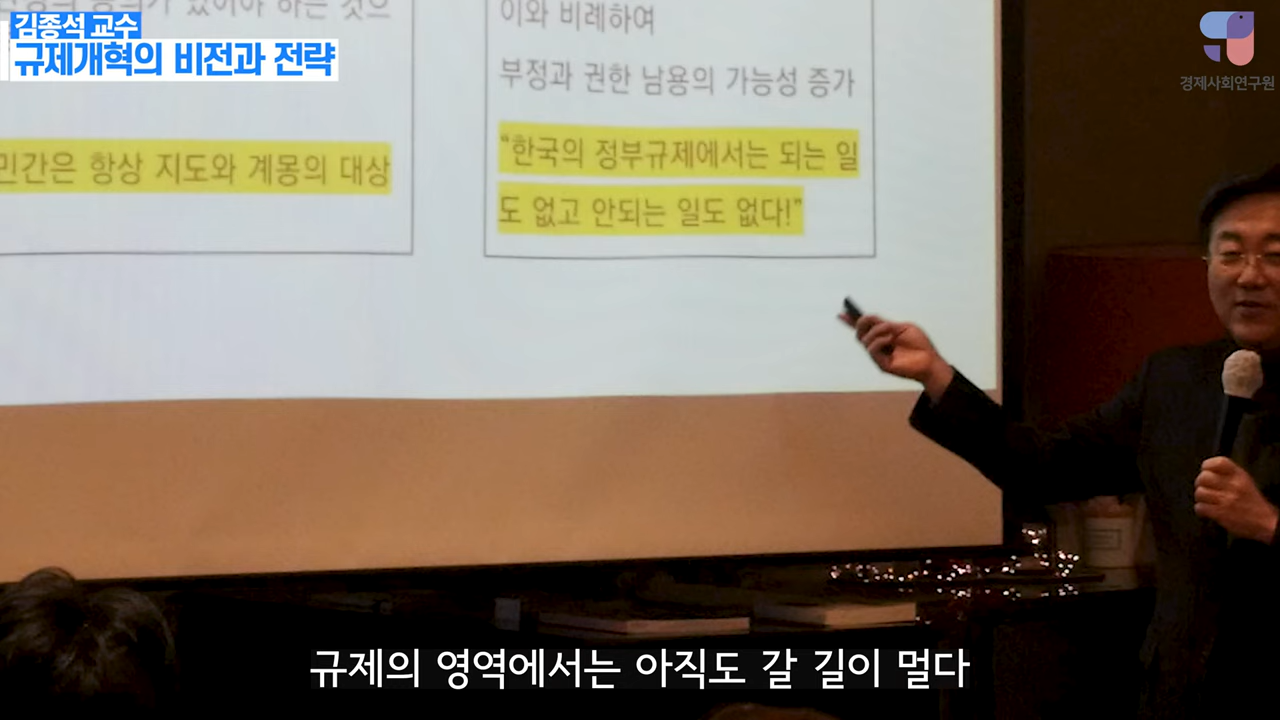 김종석 교수
규제개혁의 비전과 전략
경제사회연구원
민간은 항상 지도와 계몽의 대상
이와 비례하여
부정과 권한 남용의 가능성 증가
“한국의 정부규제에서는 되는 일
도 없고 안되는 일도 없다!”
규제의 영역에서는 아직도 갈 길이 멀다